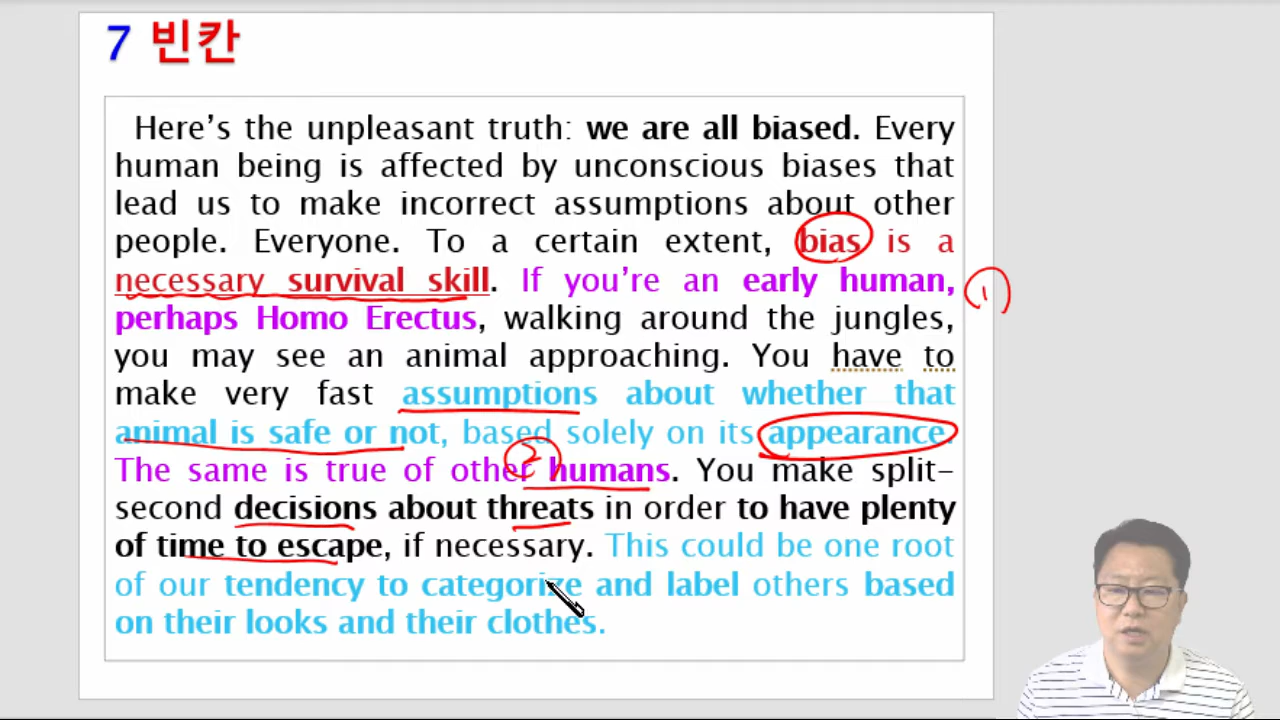 7 빈칸
Here’s the unpleasant truth: we are all biased. Every
human being is affected by unconscious biases that
lead us to make incorrect assumptions about other
people. Everyone. To a certain extent, bias is a
necessary survival skill. If you’re an early human,
perhaps Homo Erectus, walking around the jungles,
you may see an animal approaching. You have to
make very fast assumptions about whether that
animal is safe or not, based solely on its appearance.
The same is true of other humans. You make split-
second decisions about threats in order to have plenty
of time to escape, if necessary. This could be one root
of our tendency to categorize and label others based
on their looks and their clothes.
1
2